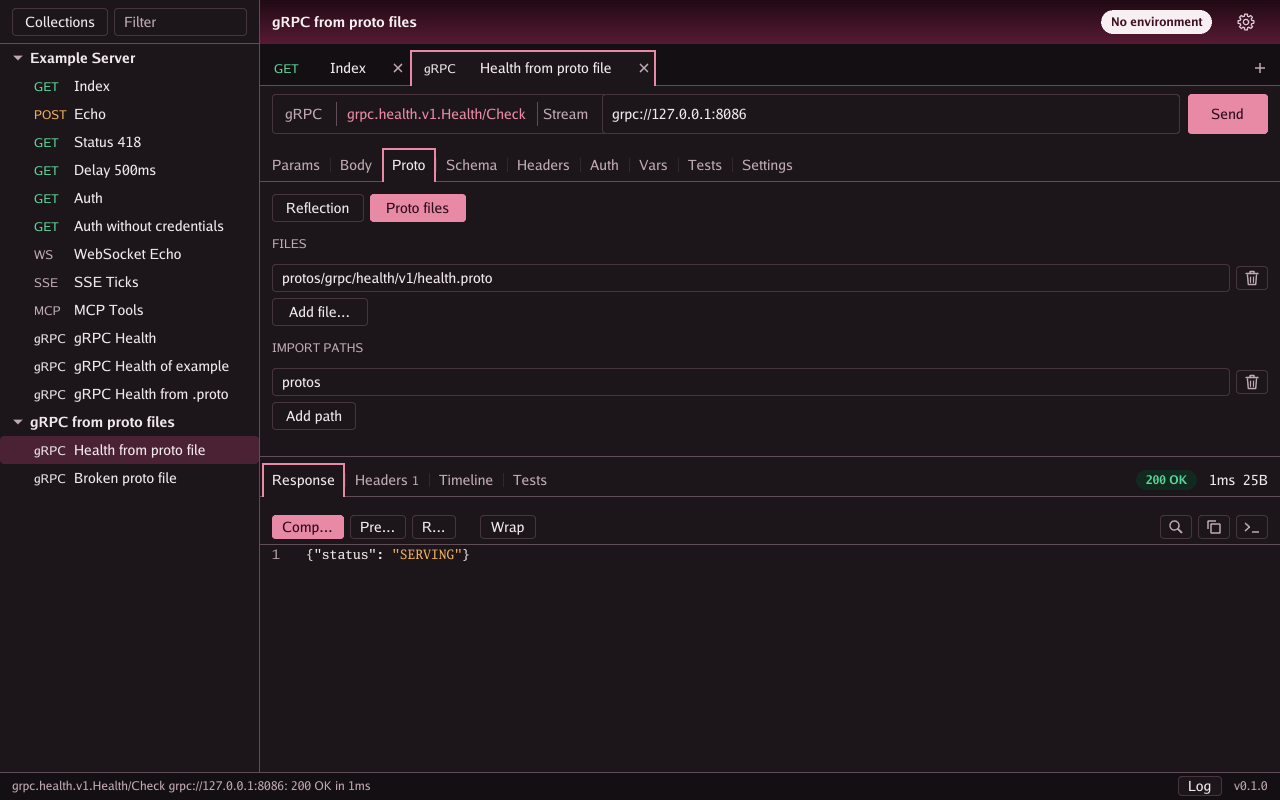 Collections
Filter
gRPC from proto files
No environment
Example Server
GET Index
POST Echo
GET Status 418
GET Delay 500ms
GET Auth
GET Auth without credentials
WS WebSocket Echo
SSE SSE Ticks
MCP MCP Tools
gRPC gRPC Health
gRPC gRPC Health of example
gRPC gRPC Health from .proto
gRPC from proto files
gRPC Health from proto file
gRPC Broken proto file
GET Index
gRPC Health from proto file
gRPC grpc.health.v1.Health/Check Stream grpc://127.0.0.1:8086 Send
Params Body Proto Schema Headers Auth Vars Tests Settings
Reflection Proto files
FILES
protos/grpc/health/v1/health.proto
Add file...
IMPORT PATHS
protos
Add path
Response Headers 1 Timeline Tests 200 OK 1ms 25B
Comp... Pre... R... Wrap
1 {"status": "SERVING"}
grpc.health.v1.Health/Check grpc://127.0.0.1:8086: 200 OK in 1ms
Log v0.1.0